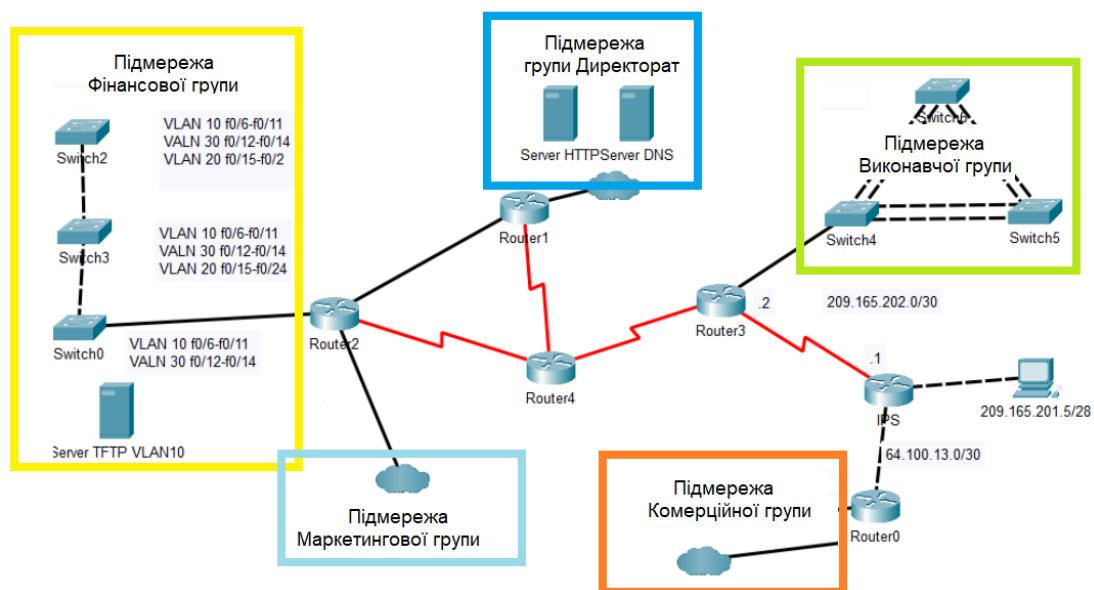 Підмережа
Фінансової групи
Switch2
VLAN 10 f0/6-f0/11
VALN 30 f0/12-f0/14
VLAN 20 f0/15-f0/2
Switch3
VLAN 10 f0/6-f0/11
VALN 30 f0/12-f0/14
VLAN 20 f0/15-f0/24
Switch0
VLAN 10 f0/6-f0/11
VALN 30 f0/12-f0/14
Server TFTP VLAN10
Підмережа
групи Директорат
Server HTTP
Server DNS
Router1
Router2
Router4
Router3
.2
209.165.202.0/30
Switch6
Підмережа
Виконавчої групи
Switch4
Switch5
.1
IPS
209.165.201.5/28
64.100.13.0/30
Router0
Підмережа
Маркетингової групи
Підмережа
Комерційної групи